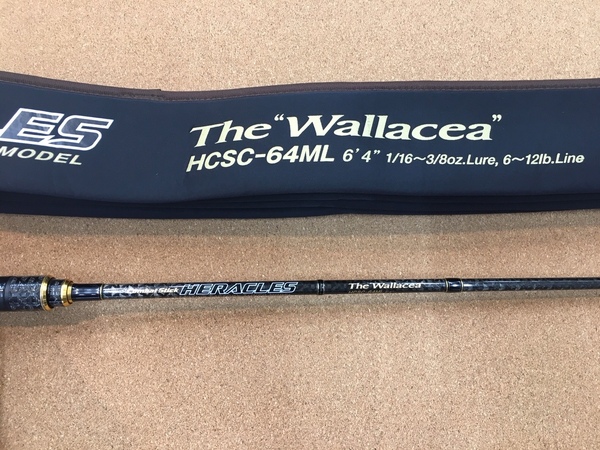 ES
MODEL
The "Wallacea"
HCSC-64ML 6'4" 1/16~3/8oz.Lure, 6~12lb.Line
Stick HERACLES The Wallacea